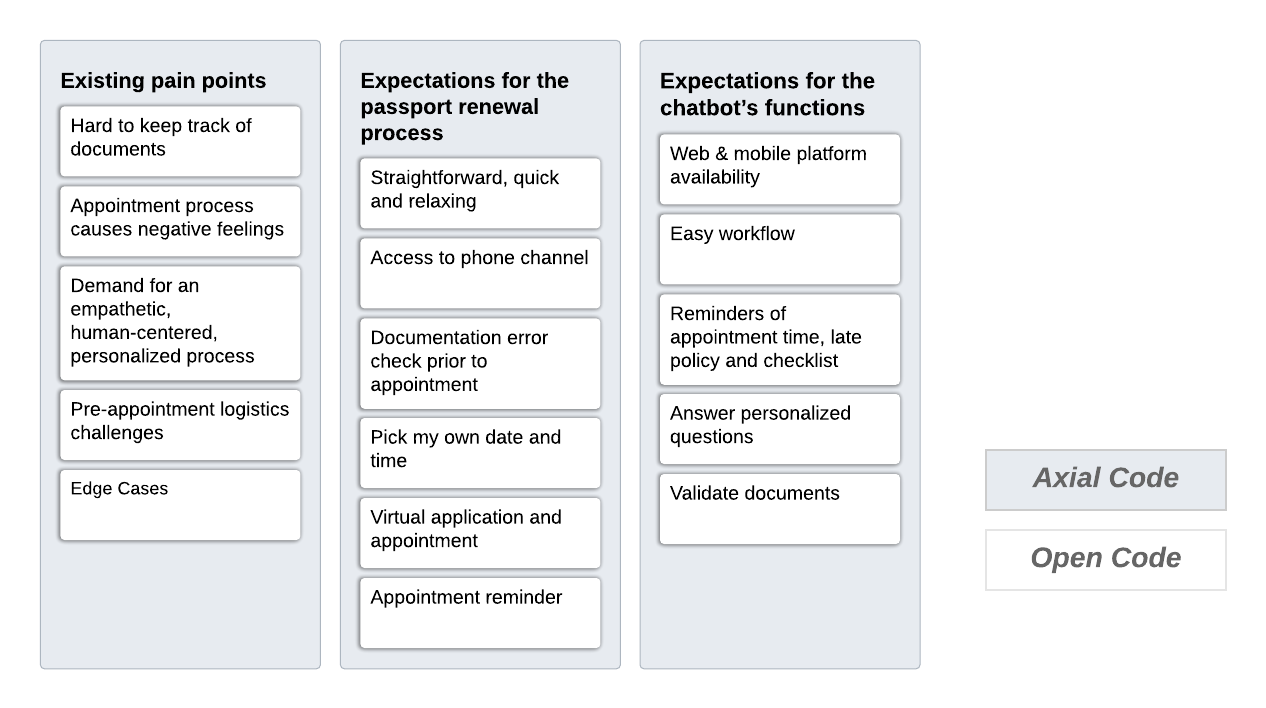 Existing pain points
Hard to keep track of
documents
Appointment process
causes negative feelings
Demand for an
empathetic,
human-centered,
personalized process
Pre-appointment logistics
challenges
Edge Cases
Expectations for the
passport renewal
process
Straightforward, quick
and relaxing
Access to phone channel
Documentation error
check prior to
appointment
Pick my own date and
time
Virtual application and
appointment
Appointment reminder
Expectations for the
chatbot’s functions
Web & mobile platform
availability
Easy workflow
Reminders of
appointment time, late
policy and checklist
Answer personalized
questions
Validate documents
Axial Code
Open Code